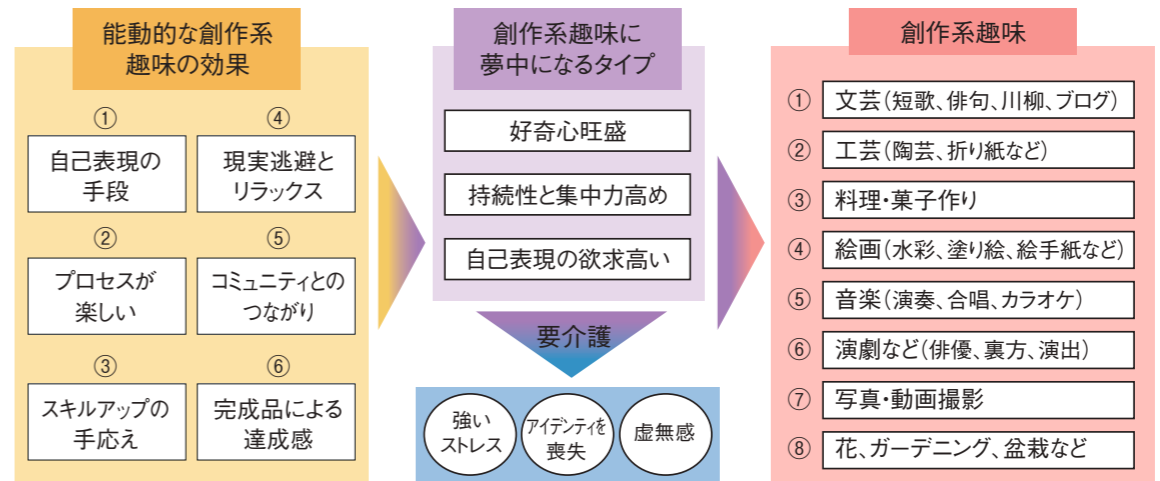 能動的な創作系
趣味の効果
①
自己表現の
手段
②
プロセスが
楽しい
③
スキルアップの
手応え
④
現実逃避と
リラックス
⑤
コミュニティとの
つながり
⑥
完成品による
達成感
創作系趣味に
夢中になるタイプ
好奇心旺盛
持続性と集中力高め
自己表現の欲求高い
要介護
強い
ストレス
アイデンティを
喪失
虚無感
創作系趣味
① 文芸(短歌、俳句、川柳、ブログ)
② 工芸(陶芸、折り紙など)
③ 料理・菓子作り
④ 絵画(水彩、塗り絵、絵手紙など)
⑤ 音楽(演奏、合唱、カラオケ)
⑥ 演劇など(俳優、裏方、演出)
⑦ 写真・動画撮影
⑧ 花、ガーデニング、盆栽など